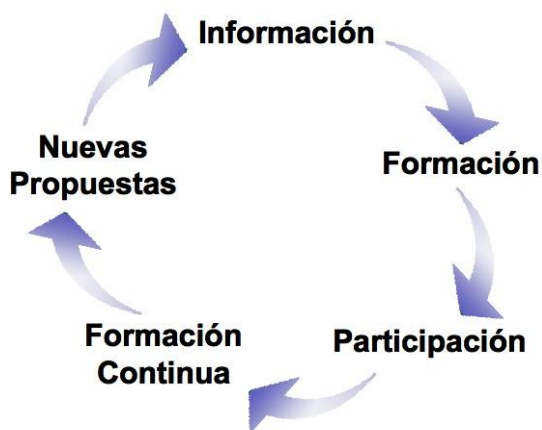 Información
Formación
Participación
Formación
Continua
Nuevas
Propuestas